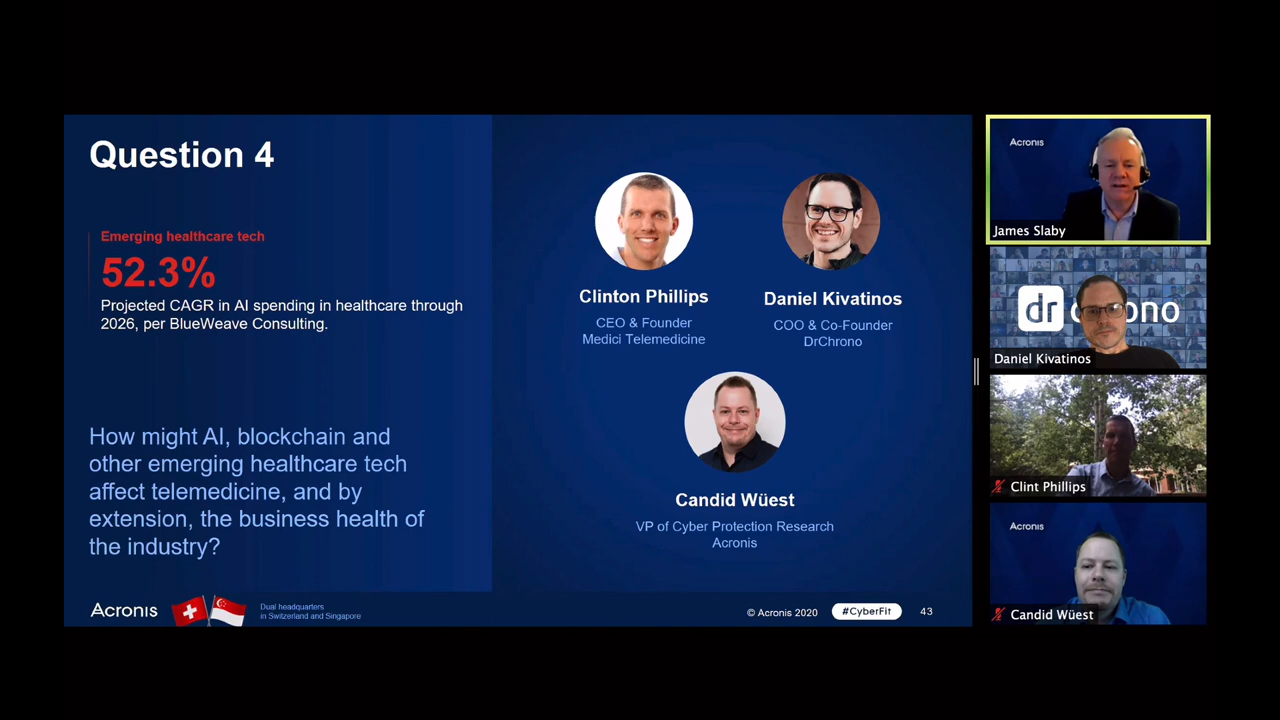 Question 4
Emerging healthcare tech
52.3%
Projected CAGR in AI spending in healthcare through
2026, per BlueWeave Consulting.
How might AI, blockchain and
other emerging healthcare tech
affect telemedicine, and by
extension, the business health of
the industry?
Clinton Phillips
CEO & Founder
Medici Telemedicine
Daniel Kivatinos
COO & Co-Founder
DrChrono
Candid Wüest
VP of Cyber Protection Research
Acronis
Acronis
Dual headquarters
in Switzerland and Singapore
© Acronis 2020
#CyberFit
43
Acronis
James Slaby
dr
Daniel Kivatinos
Clint Phillips
Acronis
Candid Wüest